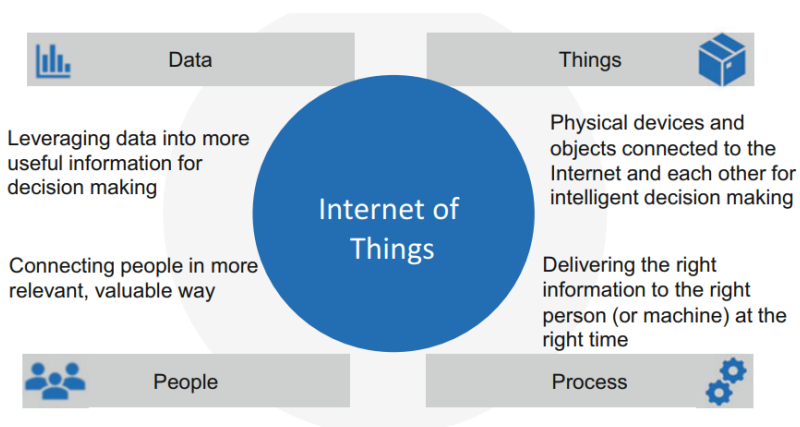 Data
Leveraging data into more
useful information for
decision making
Things
Physical devices and
objects connected to the
Internet and each other for
intelligent decision making
Internet of
Things
Connecting people in more
relevant, valuable way
People
Delivering the right
information to the right
person (or machine) at the
right time
Process